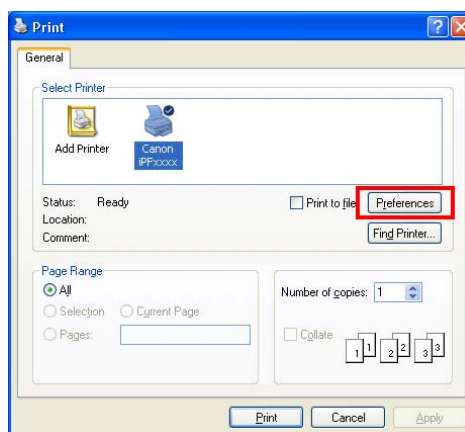 Print
General
Select Printer
Add Printer
Canon
iPFxxxx
Status: Ready
Print to file
Preferences
Location:
Comment:
Find Printer...
Page Range
All
Selection
Current Page
Pages:
Number of copies: 1
Collate
1 1 2 2 3 3
Print
Cancel
Apply